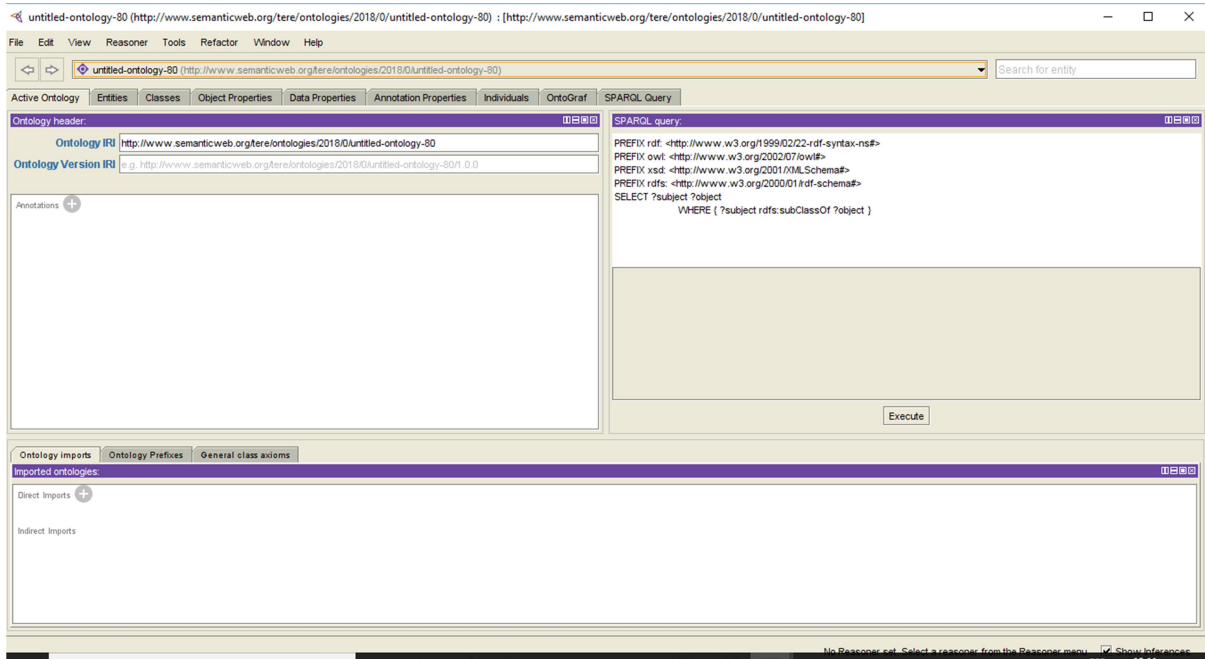 untitled-ontology-80 (http://www.semanticweb.org/tere/ontologies/2018/0/untitled-ontology-80) : [http://www.semanticweb.org/tere/ontologies/2018/0/untitled-ontology-80]
File Edit View Reasoner Tools Refactor Window Help
untitled-ontology-80 (http://www.semanticweb.org/tere/ontologies/2018/0/untitled-ontology-80) Search for entity
Active Ontology Entities Classes Object Properties Data Properties Annotation Properties Individuals OntoGraf SPARQL Query
Ontology header:
Ontology IRI http://www.semanticweb.org/tere/ontologies/2018/0/untitled-ontology-80
Ontology Version IRI e.g. http://www.semanticweb.org/tere/ontologies/2018/0/untitled-ontology-80/1.0.0
Annotations
SPARQL query:
PREFIX rdf: <http://www.w3.org/1999/02/22-rdf-syntax-ns#>
PREFIX owl: <http://www.w3.org/2002/07/owl#>
PREFIX xsd: <http://www.w3.org/2001/XMLSchema#>
PREFIX rdfs: <http://www.w3.org/2000/01/rdf-schema#>
SELECT ?subject ?object
WHERE { ?subject rdfs:subClassOf ?object }
Execute
Ontology imports Ontology Prefixes General class axioms
Imported ontologies:
Direct Imports
Indirect Imports
No Reasoner set. Select a reasoner from the Reasoner menu Show Inferences